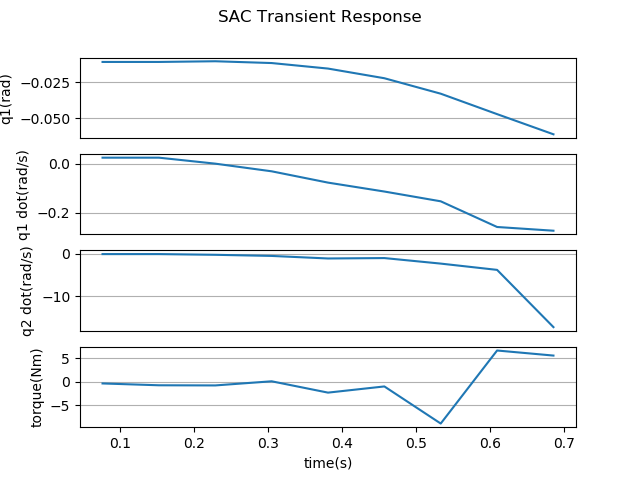 SAC Transient Response
q1(rad)
−0.025
−0.050
q1 dot(rad/s)
0.0
−0.2
q2 dot(rad/s)
0
−10
torque(Nm)
5
0
−5
0.1 0.2 0.3 0.4 0.5 0.6 0.7
time(s)